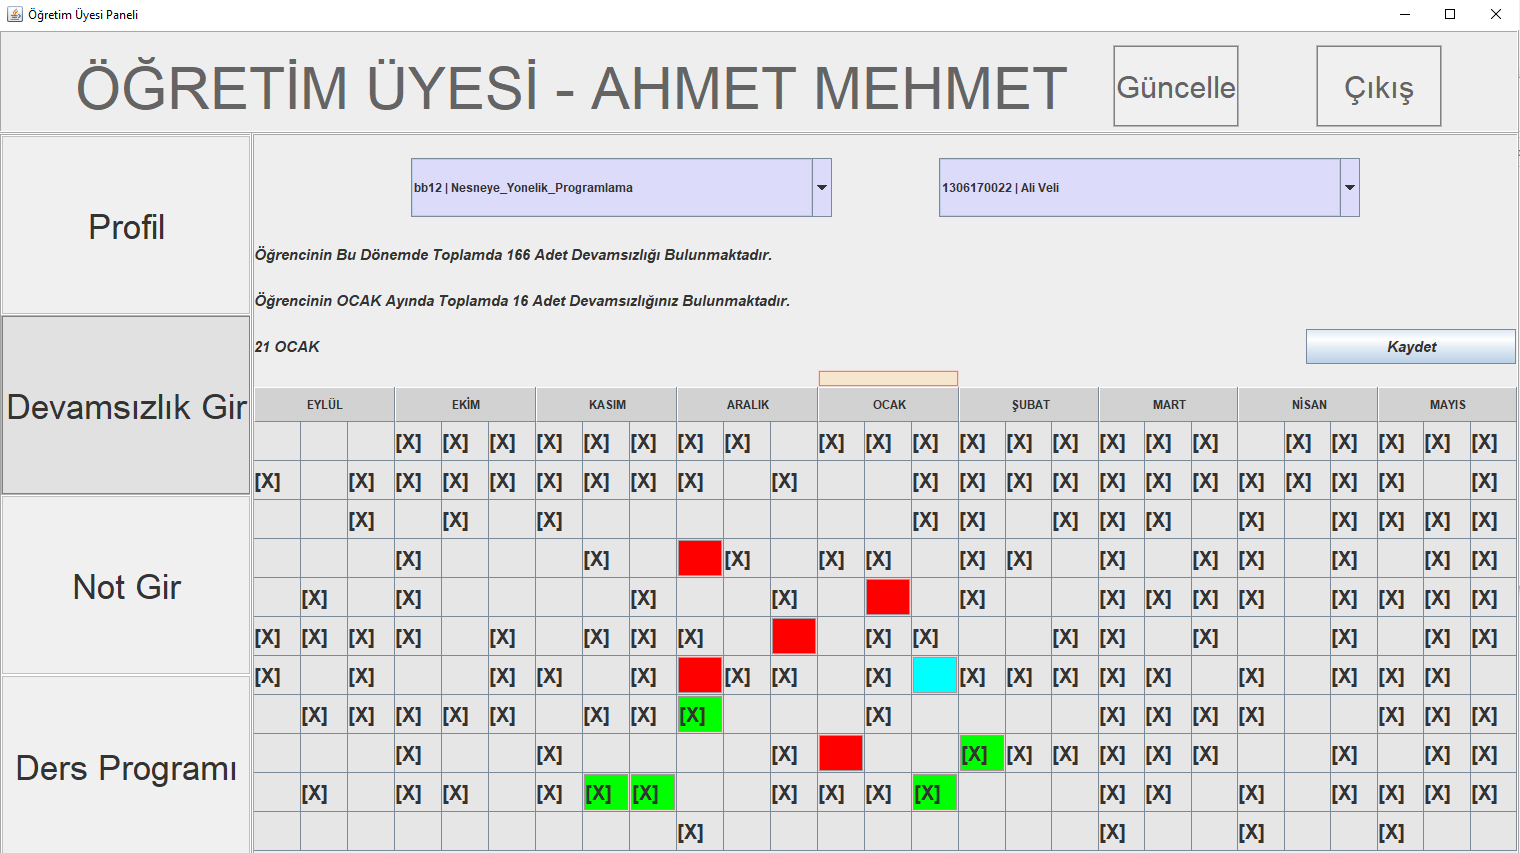 Öğretim Üyesi Paneli
ÖĞRETİM ÜYESİ - AHMET MEHMET
Güncelle
Çıkış
Profil
Devamsızlık Gir
Not Gir
Ders Programı
bb12 | Nesneye_Yonelik_Programlama
1306170022 | Ali Veli
Öğrencinin Bu Dönemde Toplamda 166 Adet Devamsızlığı Bulunmaktadır.
Öğrencinin OCAK Ayında Toplamda 16 Adet Devamsızlığınız Bulunmaktadır.
21 OCAK
Kaydet
EYLÜL EKİM KASIM ARALIK OCAK ŞUBAT MART NİSAN MAYIS
[X] [X] [X] [X] [X] [X] [X] [X] [X] [X] [X] [X] [X] [X] [X] [X] [X] [X] [X] [X] [X] [X]
[X] [X] [X] [X] [X] [X] [X] [X] [X] [X] [X] [X] [X] [X] [X] [X] [X] [X] [X] [X] [X] [X]
[X] [X] [X] [X] [X] [X] [X] [X] [X] [X] [X] [X] [X]
[X] [X] [X] [X] [X] [X] [X] [X] [X] [X] [X] [X] [X]
[X] [X] [X] [X] [X] [X] [X] [X] [X] [X] [X] [X] [X]
[X] [X] [X] [X] [X] [X] [X] [X] [X] [X] [X] [X] [X] [X] [X] [X] [X]
[X] [X] [X] [X] [X] [X] [X] [X] [X] [X] [X] [X] [X] [X] [X] [X] [X]
[X] [X] [X] [X] [X] [X] [X] [X] [X] [X] [X] [X] [X] [X] [X] [X]
[X] [X] [X] [X] [X] [X] [X] [X] [X] [X] [X] [X]
[X] [X] [X] [X] [X] [X] [X] [X] [X] [X] [X] [X] [X] [X] [X] [X] [X]
[X] [X] [X] [X]